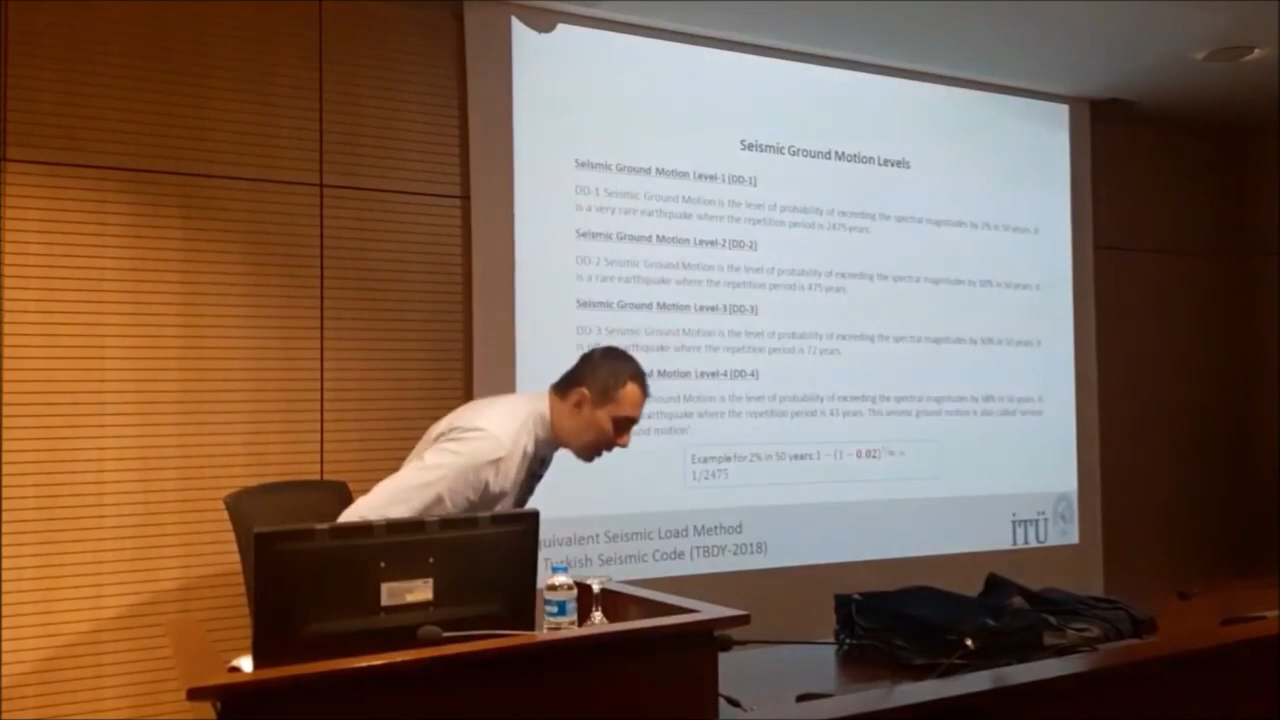 Seismic Ground Motion Levels
Seismic Ground Motion Level-1 [DD-1]
DD-1 Seismic Ground Motion is the level of probability of exceeding the spectral magnitudes by 2% in 50 years. It
is a very rare earthquake where the repetition period is 2475 years.
Seismic Ground Motion Level-2 [DD-2]
DD-2 Seismic Ground Motion is the level of probability of exceeding the spectral magnitudes by 10% in 50 years. It
is a rare earthquake where the repetition period is 475 years.
Seismic Ground Motion Level-3 [DD-3]
DD-3 Seismic Ground Motion is the level of probability of exceeding the spectral magnitudes by 50% in 50 years. It
is earthquake where the repetition period is 72 years.
Motion Level-4 [DD-4]
Ground Motion is the level of probability of exceeding the spectral magnitudes by 68% in 50 years. It
earthquake where the repetition period is 43 years. This seismic ground motion is also called 'service
motion'.
Example for 2% in 50 years: 1 − (1 − 0.02)
1/2475
quivalent Seismic Load Method
Turkish Seismic Code (TBDY-2018)
İTÜ